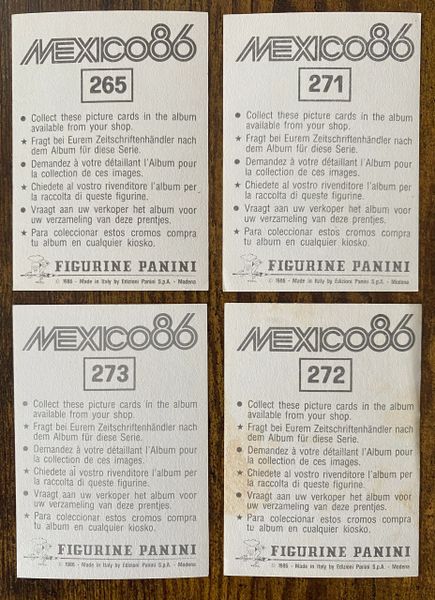 MEXICO86
265
● Collect these picture cards in the album
available from your shop.
★ Fragt bei Eurem Zeitschriftenhändler nach
dem Album für diese Serie.
● Demandez à votre détaillant l'Album pour
la collection de ces images.
★ Chiedete al vostro rivenditore l'album per
la raccolta di queste figurine.
● Vraagt aan uw verkoper het album voor
uw verzameling van deze prentjes.
★ Para coleccionar estos cromos compra
tu album en cualquier kiosko.
FIGURINE PANINI
© 1986 - Made in Italy by Edizioni Panini S.p.A. - Modena
MEXICO86
271
● Collect these picture cards in the album
available from your shop.
★ Fragt bei Eurem Zeitschriftenhändler nach
dem Album für diese Serie.
● Demandez à votre détaillant l'Album pour
la collection de ces images.
★ Chiedete al vostro rivenditore l'album per
la raccolta di queste figurine.
● Vraagt aan uw verkoper het album voor
uw verzameling van deze prentjes.
★ Para coleccionar estos cromos compra
tu album en cualquier kiosko.
FIGURINE PANINI
© 1986 - Made in Italy by Edizioni Panini S.p.A. - Modena
MEXICO86
273
● Collect these picture cards in the album
available from your shop.
★ Fragt bei Eurem Zeitschriftenhändler nach
dem Album für diese Serie.
● Demandez à votre détaillant l'Album pour
la collection de ces images.
★ Chiedete al vostro rivenditore l'album per
la raccolta di queste figurine.
● Vraagt aan uw verkoper het album voor
uw verzameling van deze prentjes.
★ Para coleccionar estos cromos compra
tu album en cualquier kiosko.
FIGURINE PANINI
© 1986 - Made in Italy by Edizioni Panini S.p.A. - Modena
MEXICO86
272
● Collect these picture cards in the album
available from your shop.
★ Fragt bei Eurem Zeitschriftenhändler nach
dem Album für diese Serie.
● Demandez à votre détaillant l'Album pour
la collection de ces images.
★ Chiedete al vostro rivenditore l'album per
la raccolta di queste figurine.
● Vraagt aan uw verkoper het album voor
uw verzameling van deze prentjes.
★ Para coleccionar estos cromos compra
tu album en cualquier kiosko.
FIGURINE PANINI
© 1986 - Made in Italy by Edizioni Panini S.p.A. - Modena